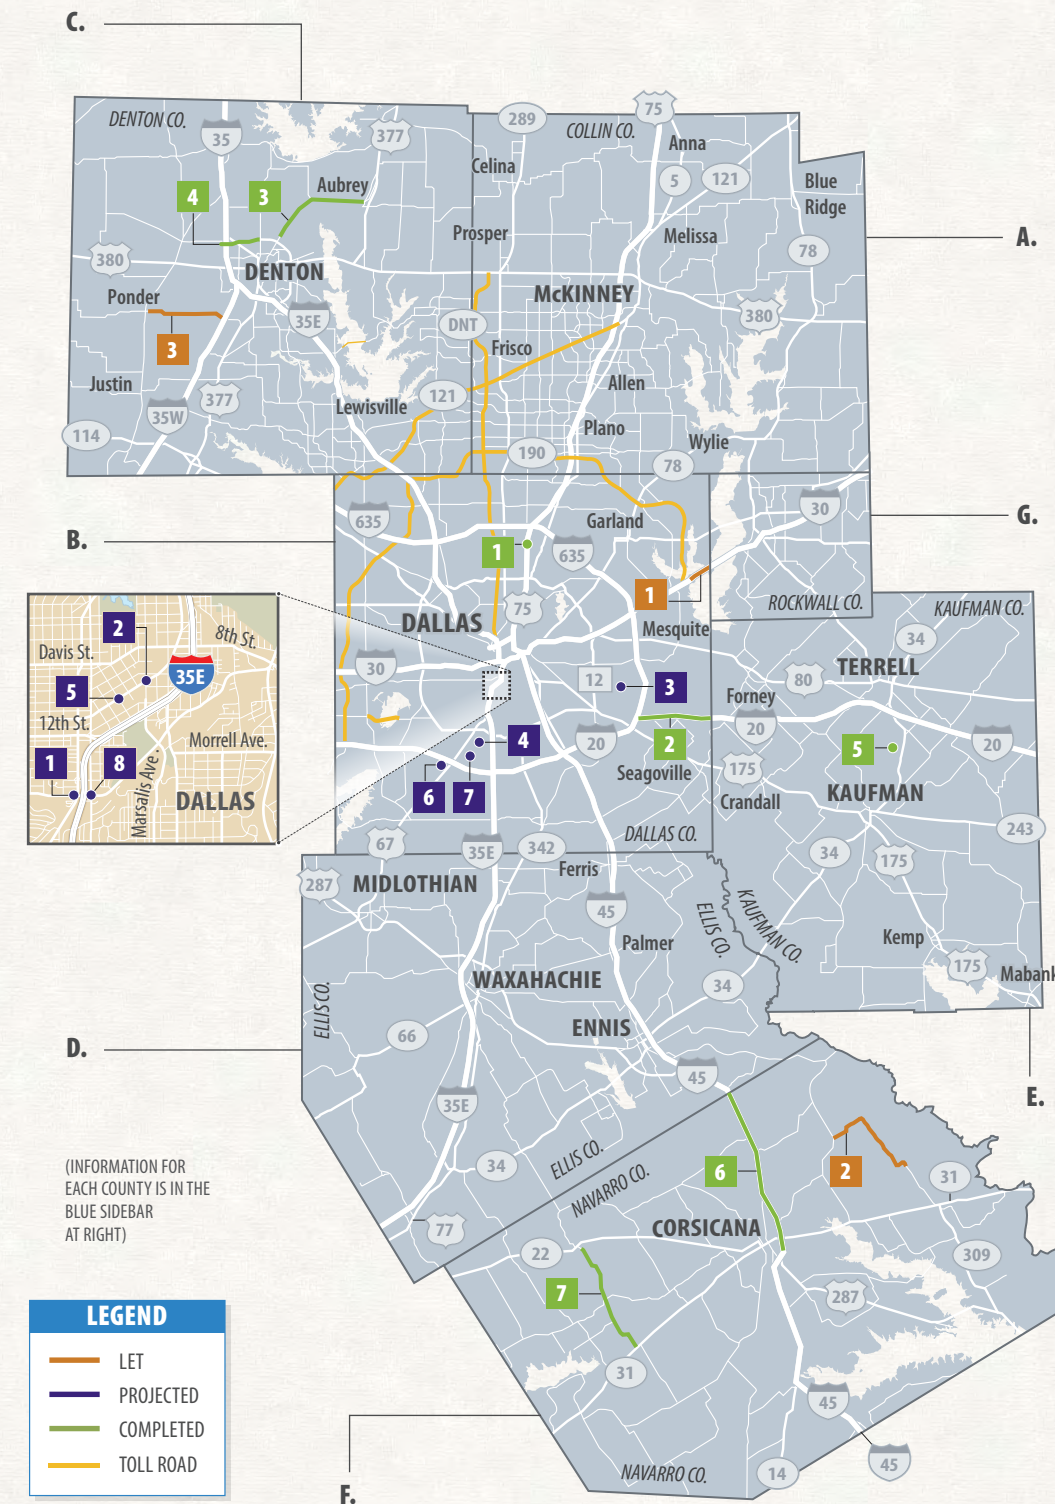 C.
DENTON CO.
35
377
289
75
COLLIN CO.
Anna
Celina
5
121
Blue
Ridge
4
3
Aubrey
Prosper
Melissa
A.
78
380
DENTON
McKINNEY
Ponder
35E
DNT
380
3
Frisco
Justin
377
Allen
35W
Lewisville
121
114
Plano
Wylie
190
78
635
Garland
30
G.
B.
1
635
1
ROCKWALL CO.
KAUFMAN CO.
75
DALLAS
Mesquite
34
2
8th St.
Davis St.
35E
30
TERRELL
12
3
80
5
Forney
12th St.
Morrell Ave.
4
20
2
20
5
20
1
8
Marsalis Ave.
DALLAS
6
7
Seagoville
175
Crandall
KAUFMAN
DALLAS CO.
243
67
35E
342
34
175
287
MIDLOTHIAN
Ferris
45
ELLIS CO.
KAUFMAN CO.
Palmer
Kemp
175
Mabank
WAXAHACHIE
34
ELLIS CO.
ENNIS
66
D.
45
35E
E.
ELLIS CO.
NAVARRO CO.
(INFORMATION FOR
EACH COUNTY IS IN THE
BLUE SIDEBAR
AT RIGHT)
34
6
2
31
77
CORSICANA
22
309
7
287
LEGEND
LET
PROJECTED
COMPLETED
TOLL ROAD
31
45
45
14
NAVARRO CO.
F.